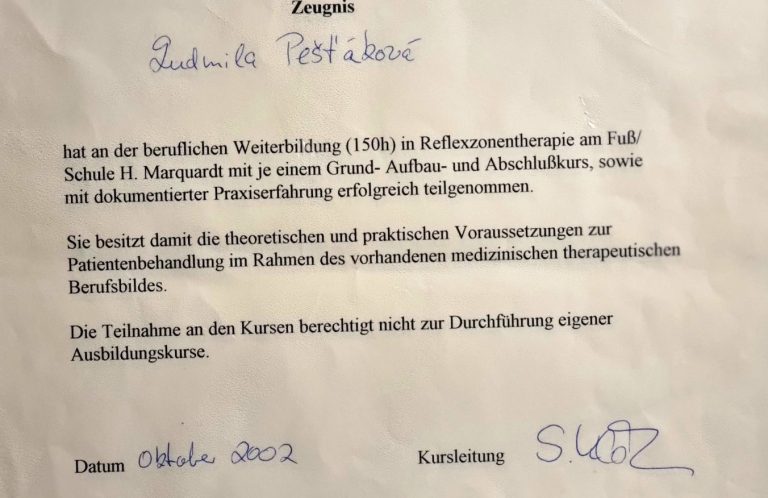 Zeugnis
Ludmila Pešťáková
hat an der beruflichen Weiterbildung (150h) in Reflexzonentherapie am Fuß/
Schule H. Marquardt mit je einem Grund- Aufbau- und Abschlußkurs, sowie
mit dokumentierter Praxiserfahrung erfolgreich teilgenommen.
Sie besitzt damit die theoretischen und praktischen Voraussetzungen zur
Patientenbehandlung im Rahmen des vorhandenen medizinischen therapeutischen
Berufsbildes.
Die Teilnahme an den Kursen berechtigt nicht zur Durchführung eigener
Ausbildungskurse.
Datum Oktober 2002 Kursleitung S.